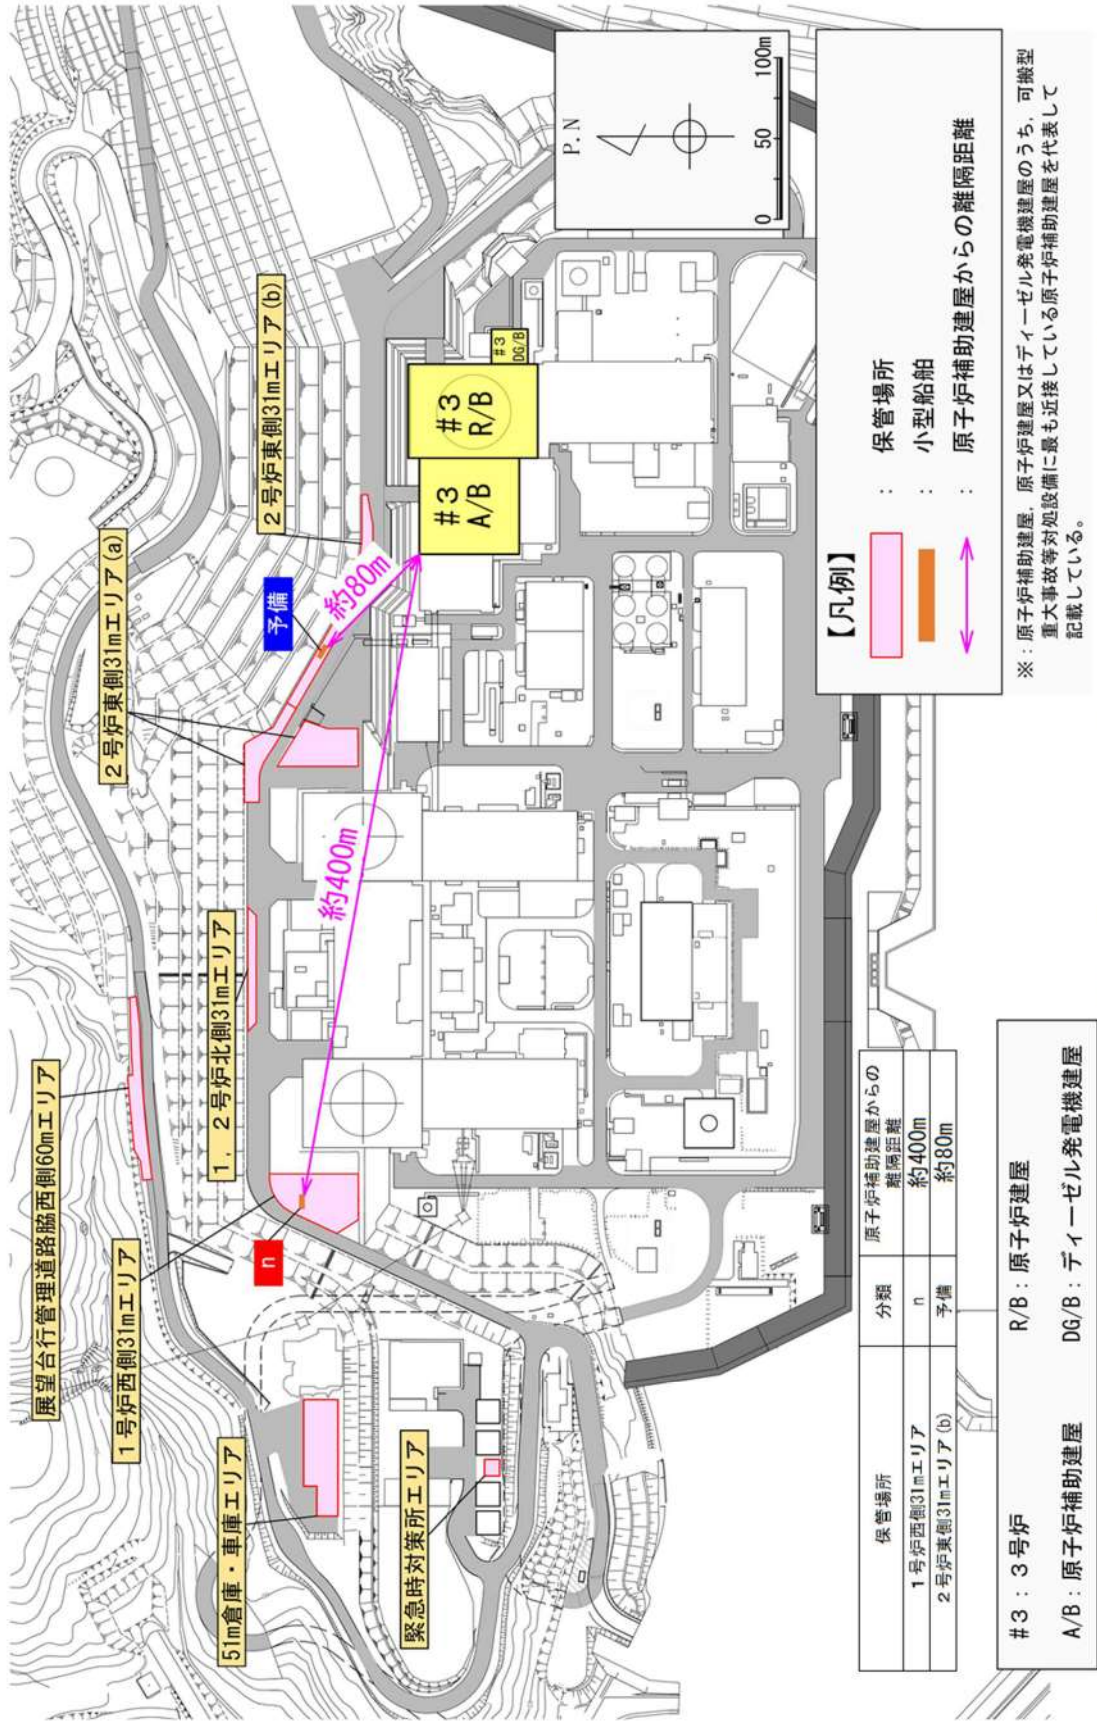 展望台行管理道路脇西側60mエリア
1号炉西側31mエリア
51m倉庫・車庫エリア
緊急時対策所エリア
1，2号炉北側31mエリア
2号炉東側31mエリア(a)
2号炉東側31mエリア(b)
n
予備
約400m
約80m
#3
A/B
#3
R/B
#3
DG/B
P.N
0 50 100m
【凡例】
： 保管場所
： 小型船舶
： 原子炉補助建屋からの離隔距離
※：原子炉補助建屋，原子炉建屋又はディーゼル発電機建屋のうち，可搬型
重大事故等対処設備に最も近接している原子炉補助建屋を代表して
記載している。
保管場所 分類 原子炉補助建屋からの
離隔距離
1号炉西側31mエリア n 約400m
2号炉東側31mエリア(b) 予備 約80m
#3：3号炉 R/B：原子炉建屋
A/B：原子炉補助建屋 DG/B：ディーゼル発電機建屋